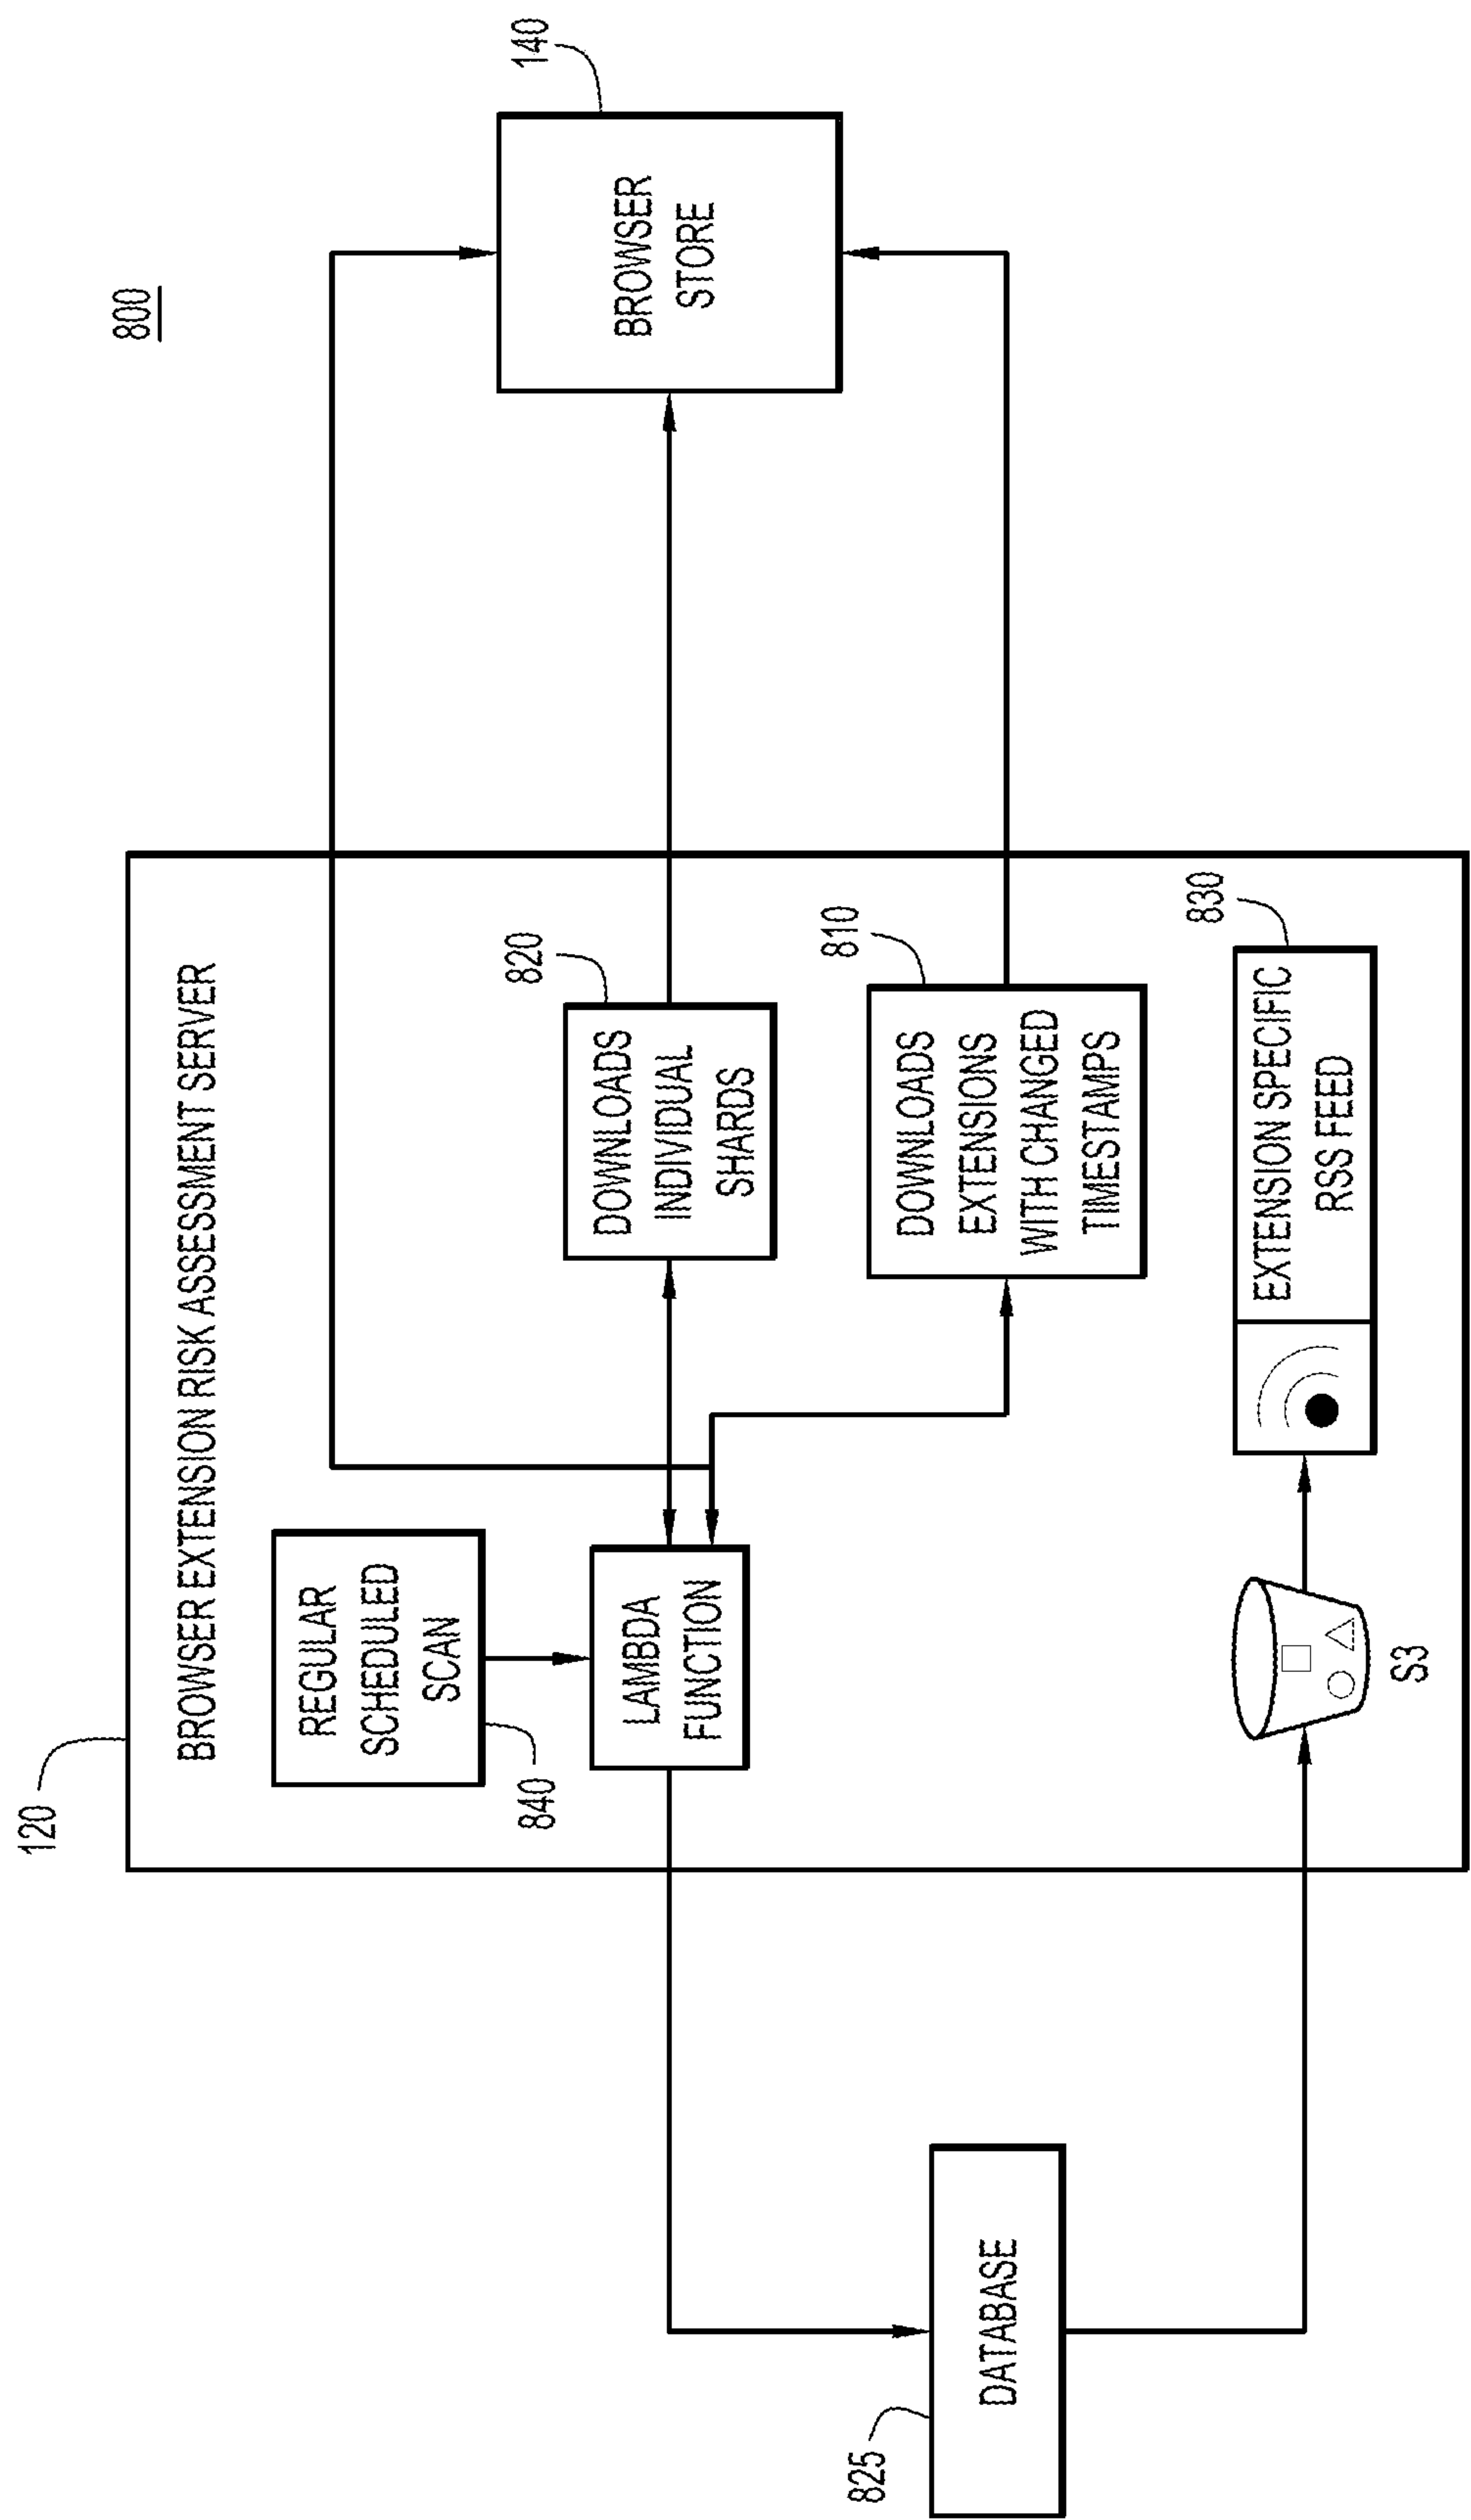 800
120
BROWSER EXTENSION RISK ASSESSMENT SERVER
REGULAR
SCHEDULED
SCAN
840
LAMBDA
FUNCTION
820
DOWNLOADS
INDIVIDUAL
SHARDS
140
BROWSER
STORE
810
DOWNLOADS
EXTENSIONS
WITH CHANGED
TIMESTAMPS
825
DATABASE
S3
830
EXTENSION SPECIFIC
RSS FEED